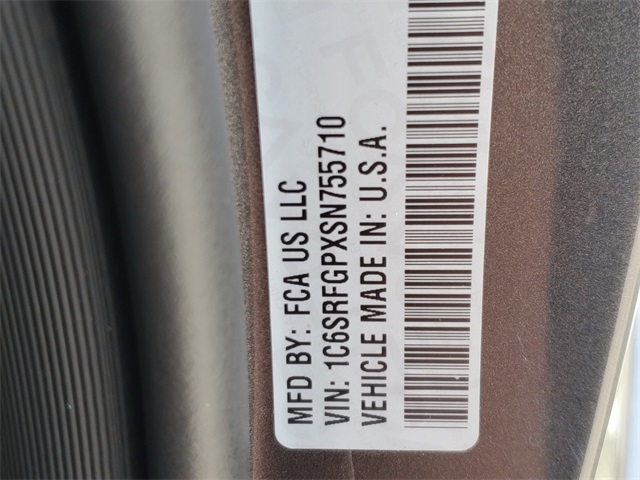 MFD BY: FCA US LLC
VIN: 1C6SRFGPXSN755710
VEHICLE MADE IN: U.S.A.